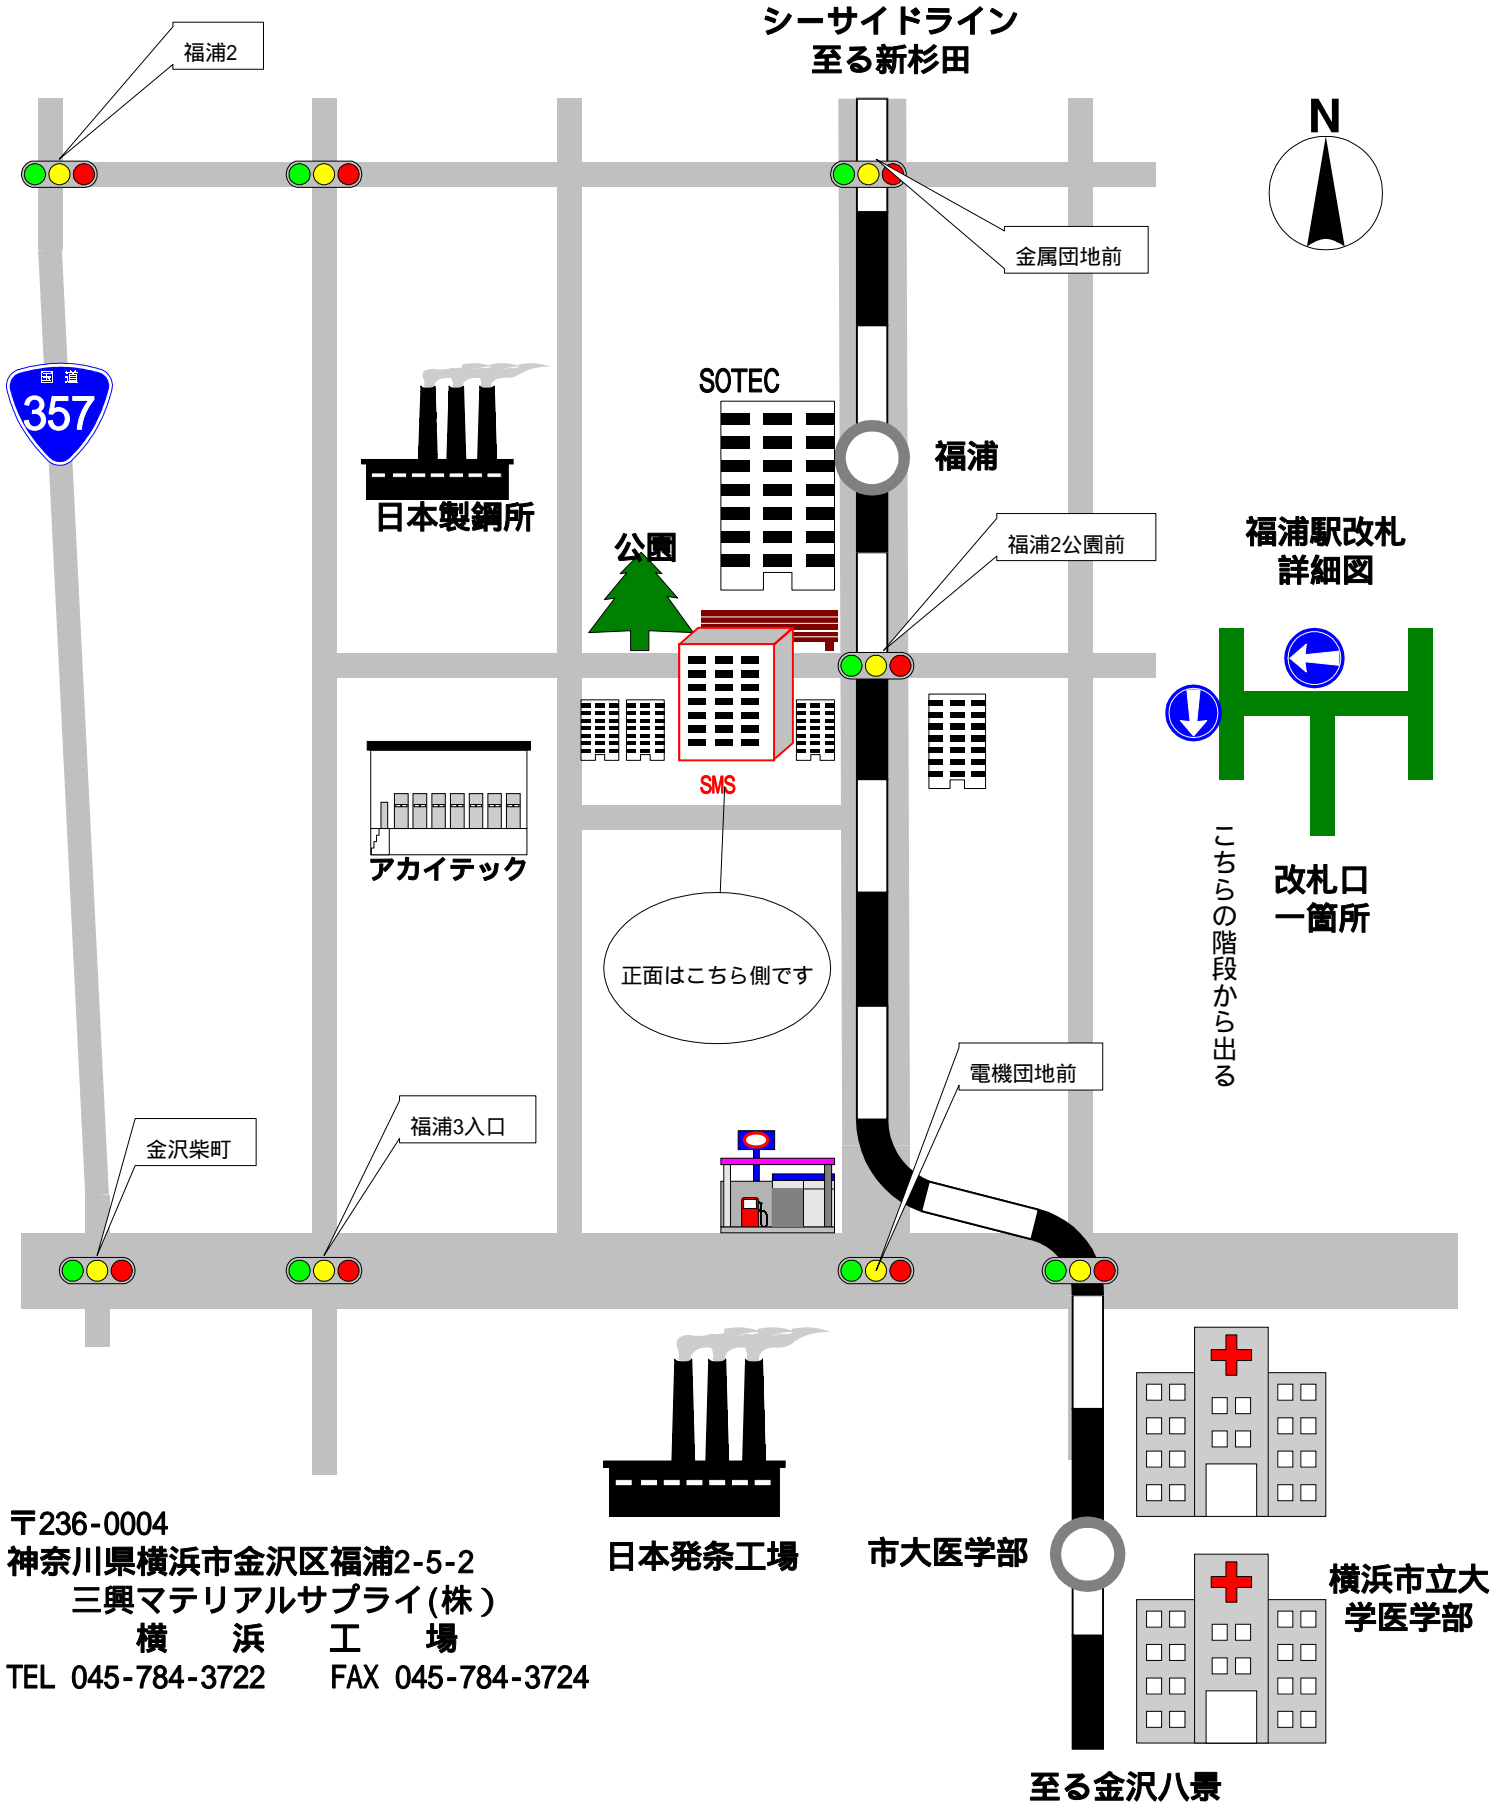 シーサイドライン
至る新杉田
福浦2
N
金属団地前
国道
357
SOTEC
福浦
日本製鋼所
公園
福浦2公園前
福浦駅改札
詳細図
SMS
アカイテック
こちらの階段から出る
改札口
一箇所
正面はこちら側です
電機団地前
福浦3入口
金沢柴町
〒236-0004
神奈川県横浜市金沢区福浦2-5-2
三興マテリアルサプライ(株)
横 浜 工 場
TEL 045-784-3722 FAX 045-784-3724
日本発条工場
市大医学部
横浜市立大
学医学部
至る金沢八景